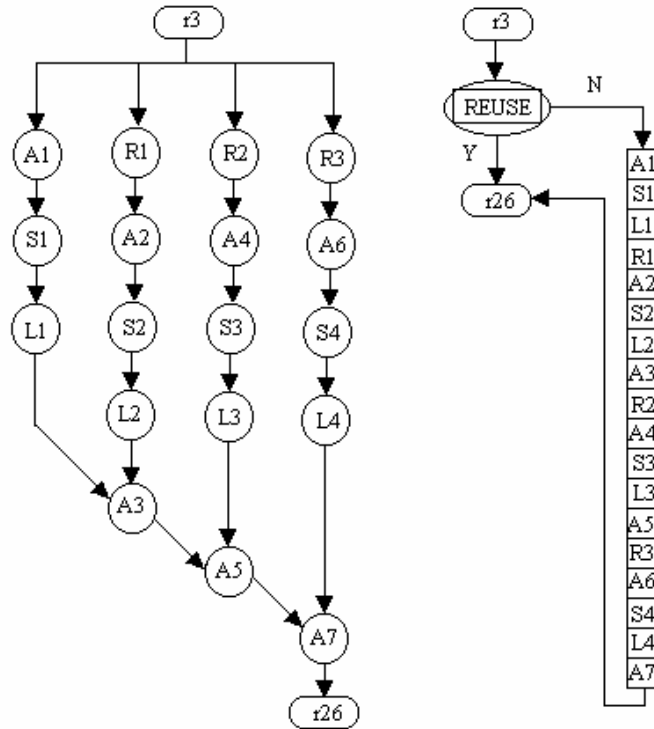 r3
A1 R1 R2 R3
S1 A2 A4 A6
L1 S2 S3 S4
L2 L3 L4
A3
A5
A7
r26
r3
REUSE
N
Y
r26
A1
S1
L1
R1
A2
S2
L2
A3
R2
A4
S3
L3
A5
R3
A6
S4
L4
A7